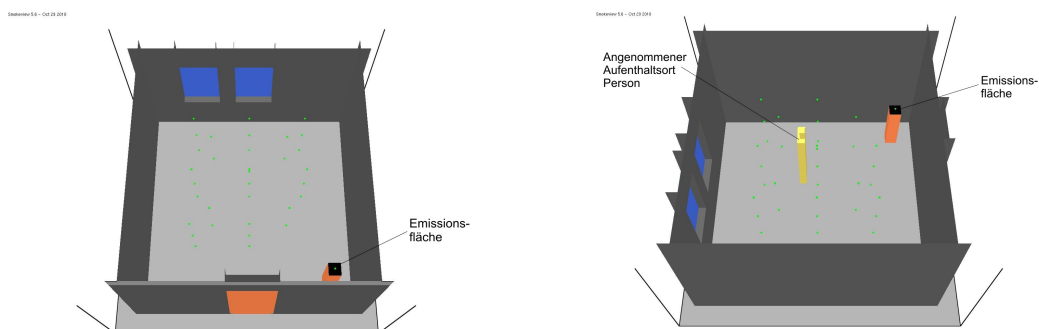 Smokeview 5.6 - Oct 29 2010
Emissions-
fläche
Smokeview 5.6 - Oct 29 2010
Angenommener
Aufenthaltsort
Person
Emissions-
fläche